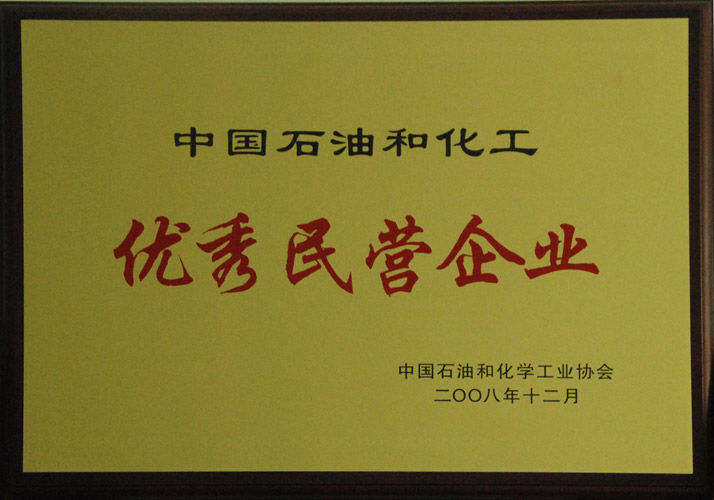 中国石油和化工
优秀民营企业
中国石油和化学工业协会
二〇〇八年十二月